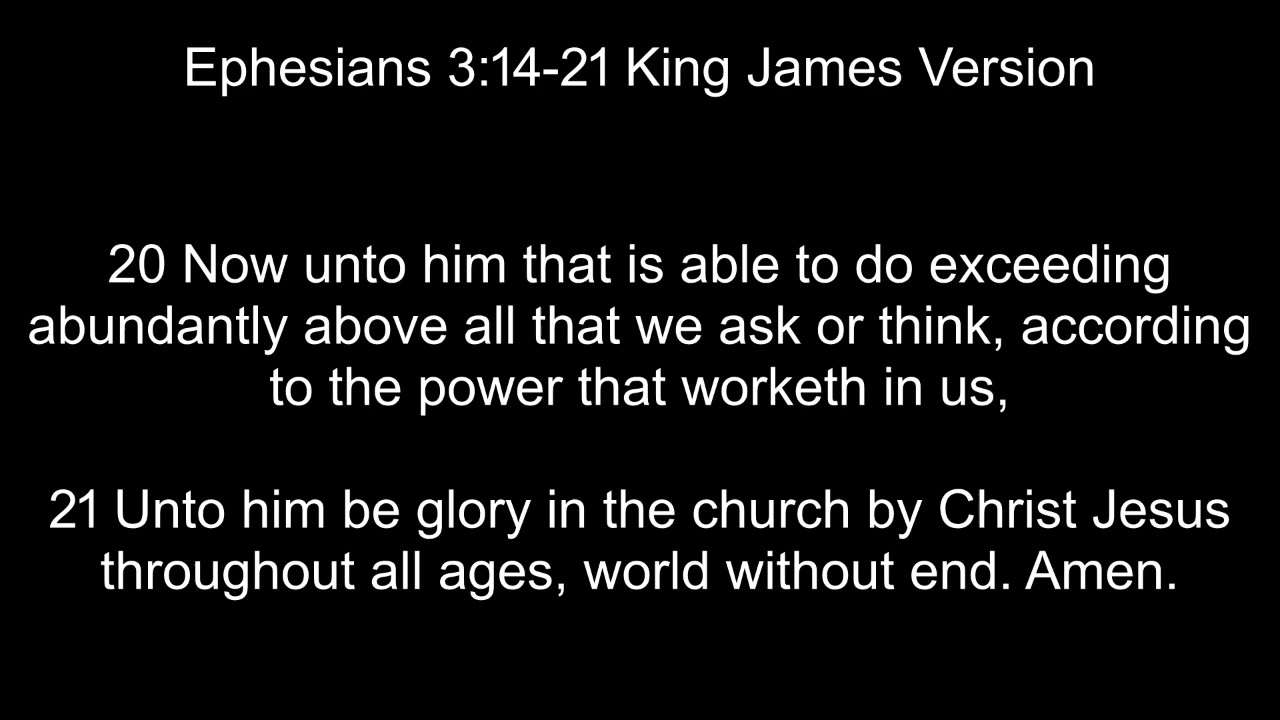 Ephesians 3:14-21 King James Version
20 Now unto him that is able to do exceeding
abundantly above all that we ask or think, according
to the power that worketh in us,
21 Unto him be glory in the church by Christ Jesus
throughout all ages, world without end. Amen.